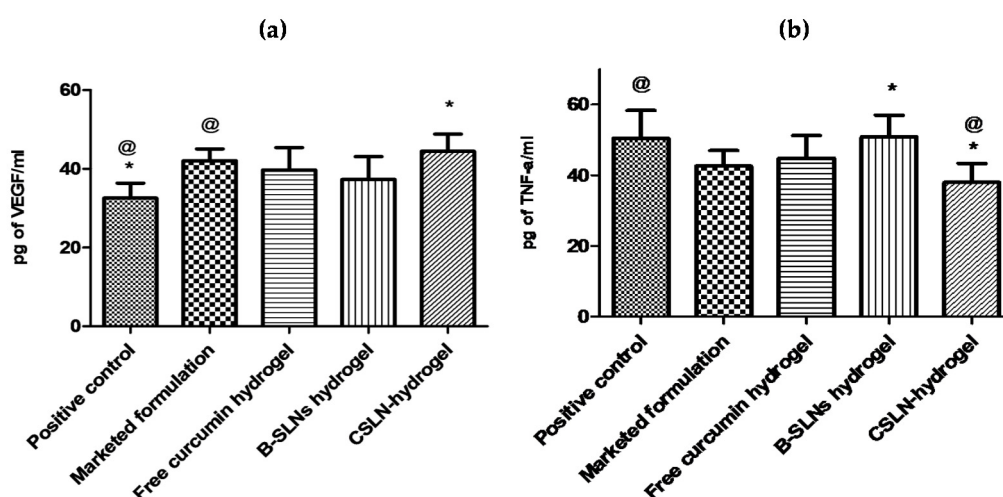 (a)
pg of VEGF/ml
60
40
20
0
@
*
@
*
Positive control
Marketed formulation
Free curcumin hydrogel
B-SLNs hydrogel
CSLN-hydrogel
(b)
pg of TNF-a/ml
60
40
20
0
@
*
@
*
Positive control
Marketed formulation
Free curcumin hydrogel
B-SLNs hydrogel
CSLN-hydrogel